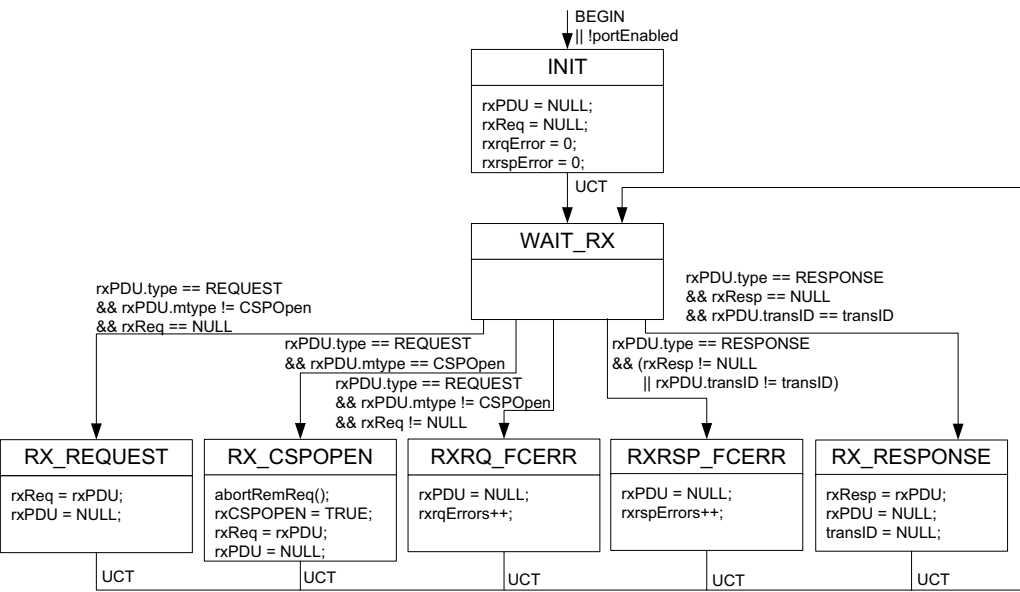 BEGIN
|| !portEnabled
INIT
rxPDU = NULL;
rxReq = NULL;
rxrqError = 0;
rxrspError = 0;
UCT
WAIT_RX
rxPDU.type == REQUEST
&& rxPDU.mtype != CSPOpen
&& rxReq == NULL
rxPDU.type == REQUEST
&& rxPDU.mtype == CSPOpen
rxPDU.type == REQUEST
&& rxPDU.mtype != CSPOpen
&& rxReq != NULL
rxPDU.type == RESPONSE
&& (rxResp != NULL
|| rxPDU.transID != transID)
rxPDU.type == RESPONSE
&& rxResp == NULL
&& rxPDU.transID == transID
RX_REQUEST
rxReq = rxPDU;
rxPDU = NULL;
UCT
RX_CSPOPEN
abortRemReq();
rxCSPOPEN = TRUE;
rxReq = rxPDU;
rxPDU = NULL;
UCT
RXRQ_FCERR
rxPDU = NULL;
rxrqErrors++;
UCT
RXRSP_FCERR
rxPDU = NULL;
rxrspErrors++;
UCT
RX_RESPONSE
rxResp = rxPDU;
rxPDU = NULL;
transID = NULL;
UCT